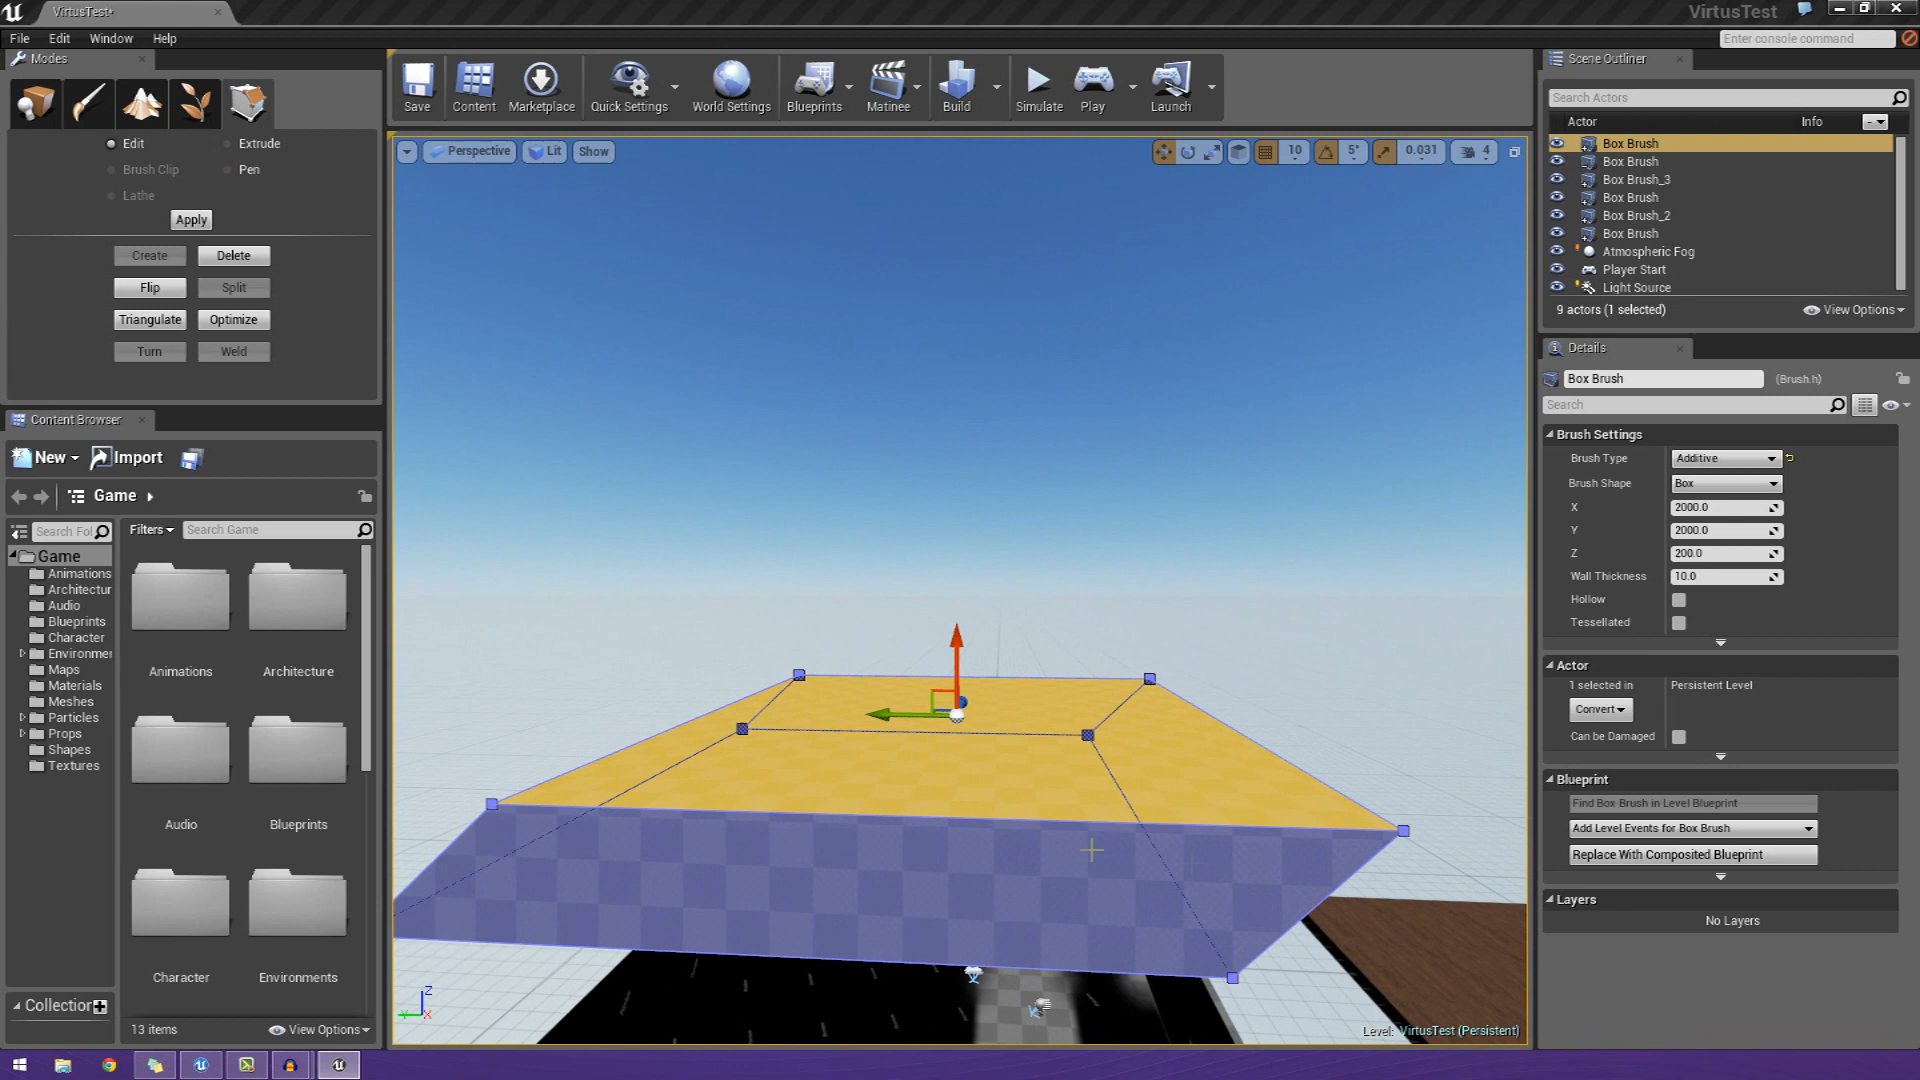 VirtusTest*
VirtusTest
File Edit Window Help
Enter console command
Modes
Edit Extrude
Brush Clip Pen
Lathe
Apply
Create Delete
Flip Split
Triangulate Optimize
Turn Weld
Save Content Marketplace Quick Settings World Settings Blueprints Matinee Build Simulate Play Launch
Perspective Lit Show
10 5° 0.031 4
Content Browser
New Import
Game
Search Fol
Filters Search Game
Game
Animations
Architectur
Audio
Blueprints
Character
Environmer
Maps
Materials
Meshes
Particles
Props
Shapes
Textures
Animations Architecture
Audio Blueprints
Character Environments
Collection
13 items View Options
Z
Y X
Level: VirtusTest (Persistent)
Scene Outliner
Search Actors
Actor Info
Box Brush
Box Brush
Box Brush_3
Box Brush
Box Brush_2
Box Brush
Atmospheric Fog
Player Start
Light Source
9 actors (1 selected) View Options
Details
Box Brush (Brush.h)
Search
Brush Settings
Brush Type Additive
Brush Shape Box
X 2000.0
Y 2000.0
Z 200.0
Wall Thickness 10.0
Hollow
Tessellated
Actor
1 selected in Persistent Level
Convert
Can be Damaged
Blueprint
Find Box Brush in Level Blueprint
Add Level Events for Box Brush
Replace With Composited Blueprint
Layers
No Layers